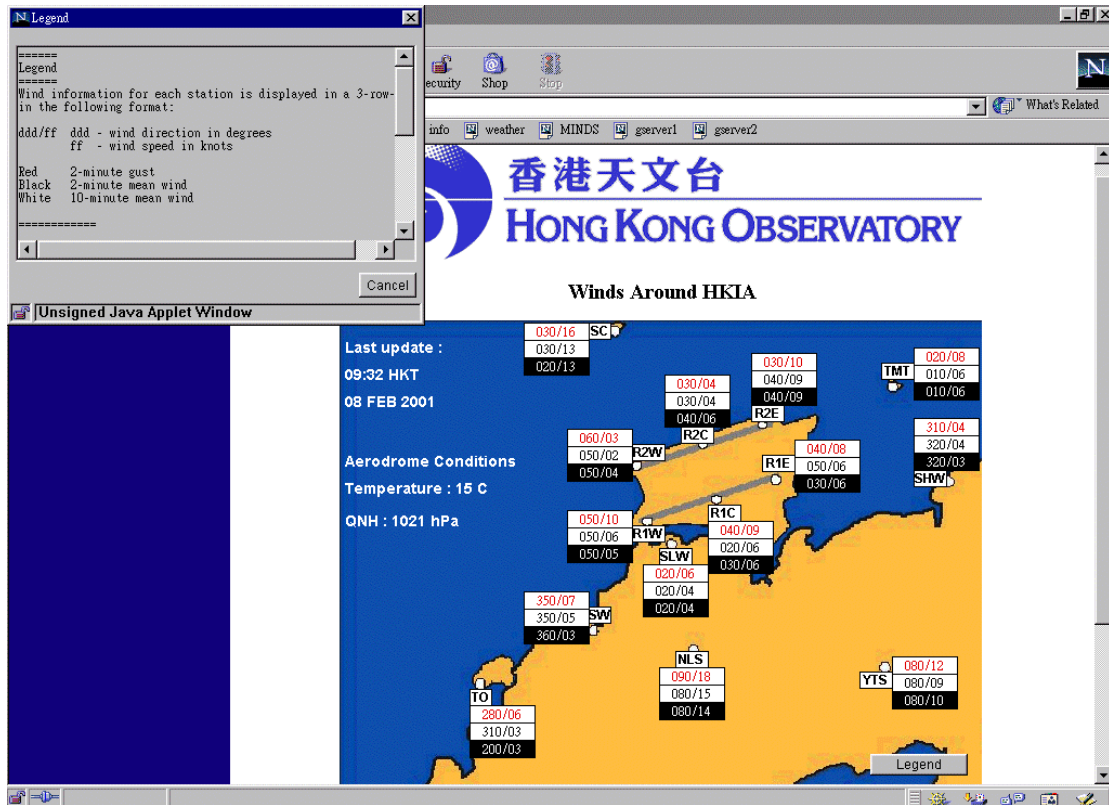 Legend
======
Legend
======
Wind information for each station is displayed in a 3-row-
in the following format:
ddd/ff ddd - wind direction in degrees
ff - wind speed in knots
Red 2-minute gust
Black 2-minute mean wind
White 10-minute mean wind
============
Cancel
Unsigned Java Applet Window
ecurity Shop Stop
What's Related
info weather MINDS gserver1 gserver2
香港天文台
HONG KONG OBSERVATORY
Winds Around HKIA
Last update :
09:32 HKT
08 FEB 2001
Aerodrome Conditions
Temperature : 15 C
QNH : 1021 hPa
SC
030/16
030/13
020/13
R2C
030/04
030/04
040/06
R2E
030/10
040/09
040/09
TMT
020/08
010/06
010/06
R2W
060/03
050/02
050/04
R1E
040/08
050/06
030/06
SHW
310/04
320/04
320/03
R1W
050/10
050/06
050/05
R1C
040/09
020/06
030/06
SLW
020/06
020/04
020/04
SW
350/07
350/05
360/03
NLS
090/18
080/15
080/14
YTS
080/12
080/09
080/10
TO
280/06
310/03
200/03
Legend